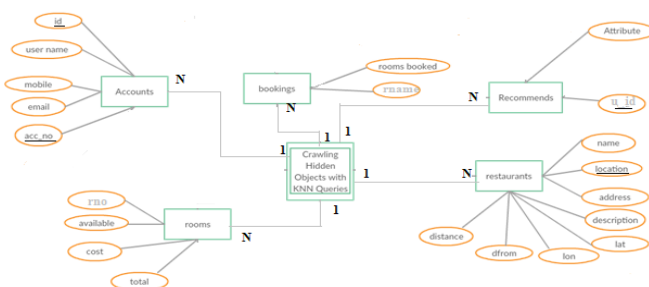 id
user name
mobile
email
acc_no
Accounts
N
bookings
N
rooms booked
rname
Attribute
Recommends
N
u_id
1
1
1
Crawling
Hidden
Objects with
KNN Queries
1
N
restaurants
name
location
address
description
lat
lon
dfrom
distance
1
rno
available
cost
total
rooms
N